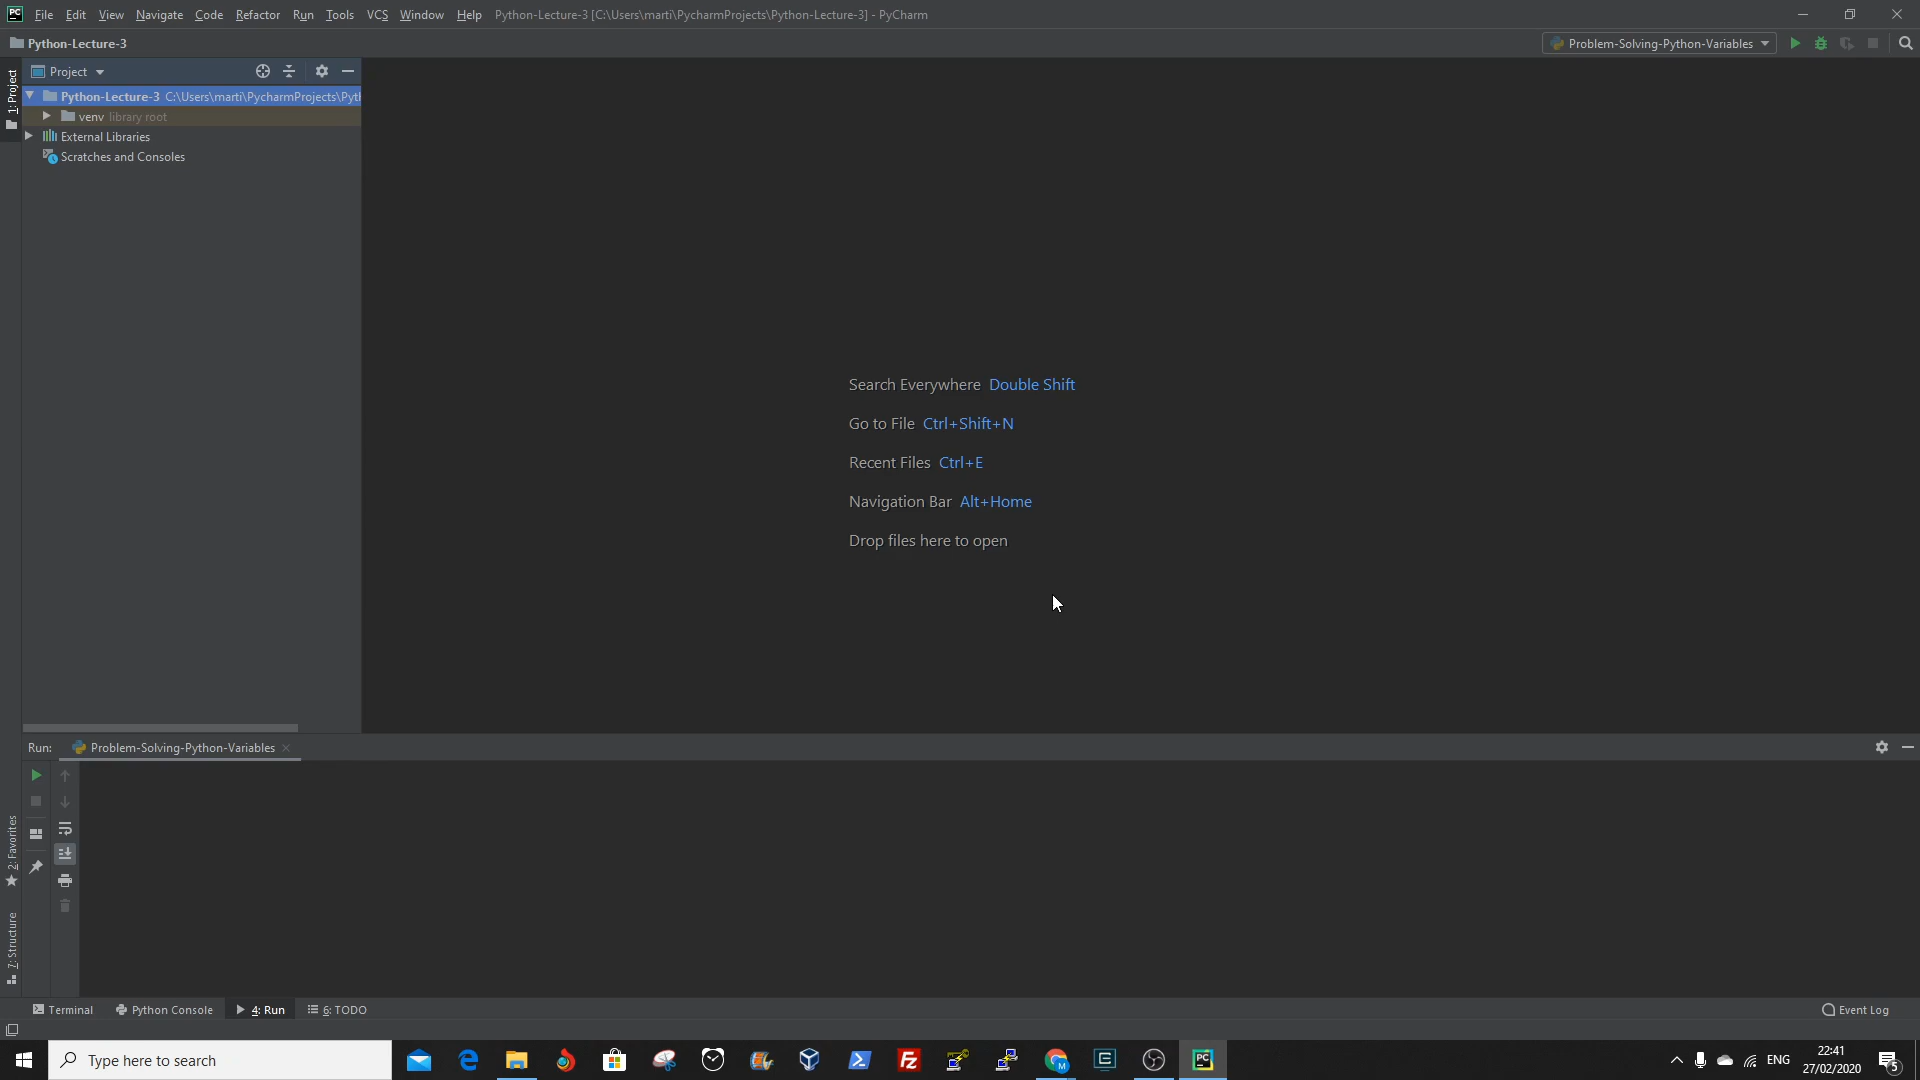 PC File Edit View Navigate Code Refactor Run Tools VCS Window Help Python-Lecture-3 [C:\Users\marti\PycharmProjects\Python-Lecture-3] - PyCharm
Python-Lecture-3
Problem-Solving-Python-Variables
1: Project
Project
Python-Lecture-3 C:\Users\marti\PycharmProjects\Pyt
venv library root
External Libraries
Scratches and Consoles
Search Everywhere Double Shift
Go to File Ctrl+Shift+N
Recent Files Ctrl+E
Navigation Bar Alt+Home
Drop files here to open
Run: Problem-Solving-Python-Variables
2: Favorites
7: Structure
Terminal Python Console 4: Run 6: TODO
Event Log
Type here to search
ENG
22:41
27/02/2020
5